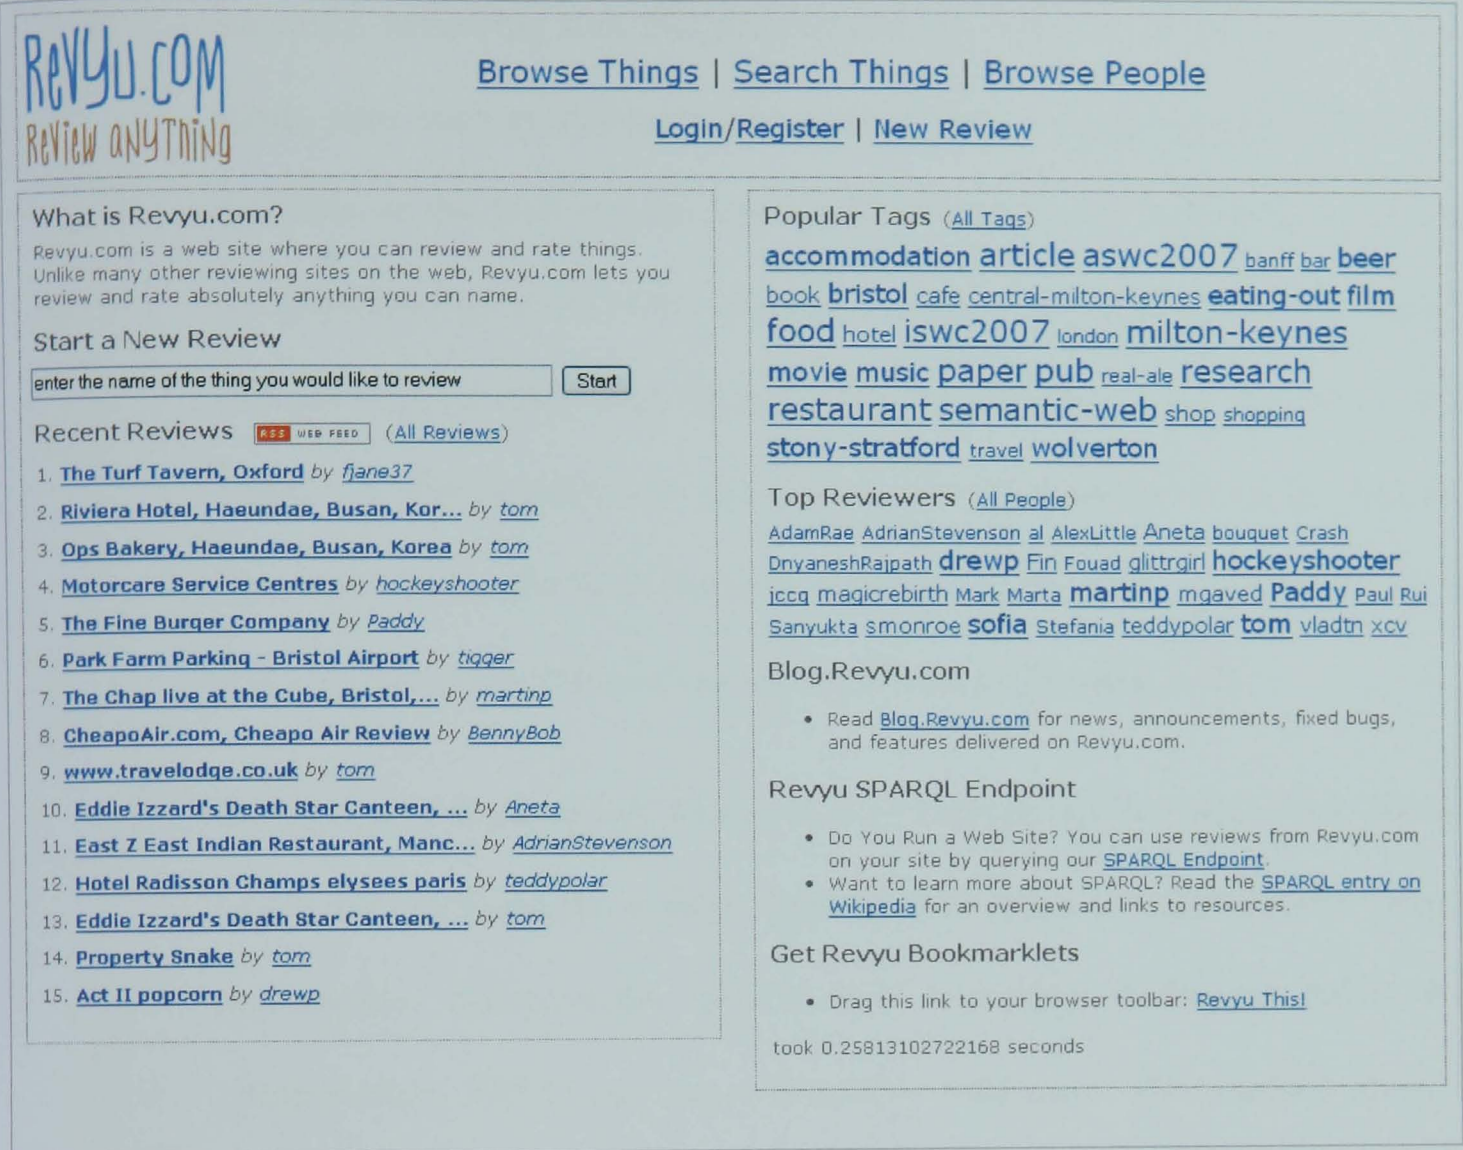 Revyu.com
Review Anything
Browse Things | Search Things | Browse People
Login/Register | New Review
What is Revyu.com?
Revyu.com is a web site where you can review and rate things.
Unlike many other reviewing sites on the web, Revyu.com lets you
review and rate absolutely anything you can name.
Start a New Review
enter the name of the thing you would like to review Start
Recent Reviews RSS WEB FEED (All Reviews)
1. The Turf Tavern, Oxford by fjane37
2. Riviera Hotel, Haeundae, Busan, Kor... by tom
3. Ops Bakery, Haeundae, Busan, Korea by tom
4. Motorcare Service Centres by hockeyshooter
5. The Fine Burger Company by Paddy
6. Park Farm Parking - Bristol Airport by tigger
7. The Chap live at the Cube, Bristol,... by martinp
8. CheapoAir.com, Cheapo Air Review by BennyBob
9. www.travelodge.co.uk by tom
10. Eddie Izzard's Death Star Canteen, ... by Aneta
11. East Z East Indian Restaurant, Manc... by AdrianStevenson
12. Hotel Radisson Champs elysees paris by teddypolar
13. Eddie Izzard's Death Star Canteen, ... by tom
14. Property Snake by tom
15. Act II popcorn by drewp
Popular Tags (All Tags)
accommodation article aswc2007 banff bar beer
book bristol cafe central-milton-keynes eating-out film
food hotel iswc2007 london milton-keynes
movie music paper pub real-ale research
restaurant semantic-web shop shopping
stony-stratford travel wolverton
Top Reviewers (All People)
AdamRae AdrianStevenson al AlexLittle Aneta bouquet Crash
DnyaneshRajpath drewp Fin Fouad glittrgirl hockeyshooter
jccq magicrebirth Mark Marta martinp mgaved Paddy Paul Rui
Sanyukta smonroe sofia Stefania teddypolar tom vladtn xcv
Blog.Revyu.com
• Read Blog.Revyu.com for news, announcements, fixed bugs,
and features delivered on Revyu.com.
Revyu SPARQL Endpoint
• Do You Run a Web Site? You can use reviews from Revyu.com
on your site by querying our SPARQL Endpoint.
• Want to learn more about SPARQL? Read the SPARQL entry on
Wikipedia for an overview and links to resources.
Get Revyu Bookmarklets
• Drag this link to your browser toolbar: Revyu This!
took 0.25813102722168 seconds